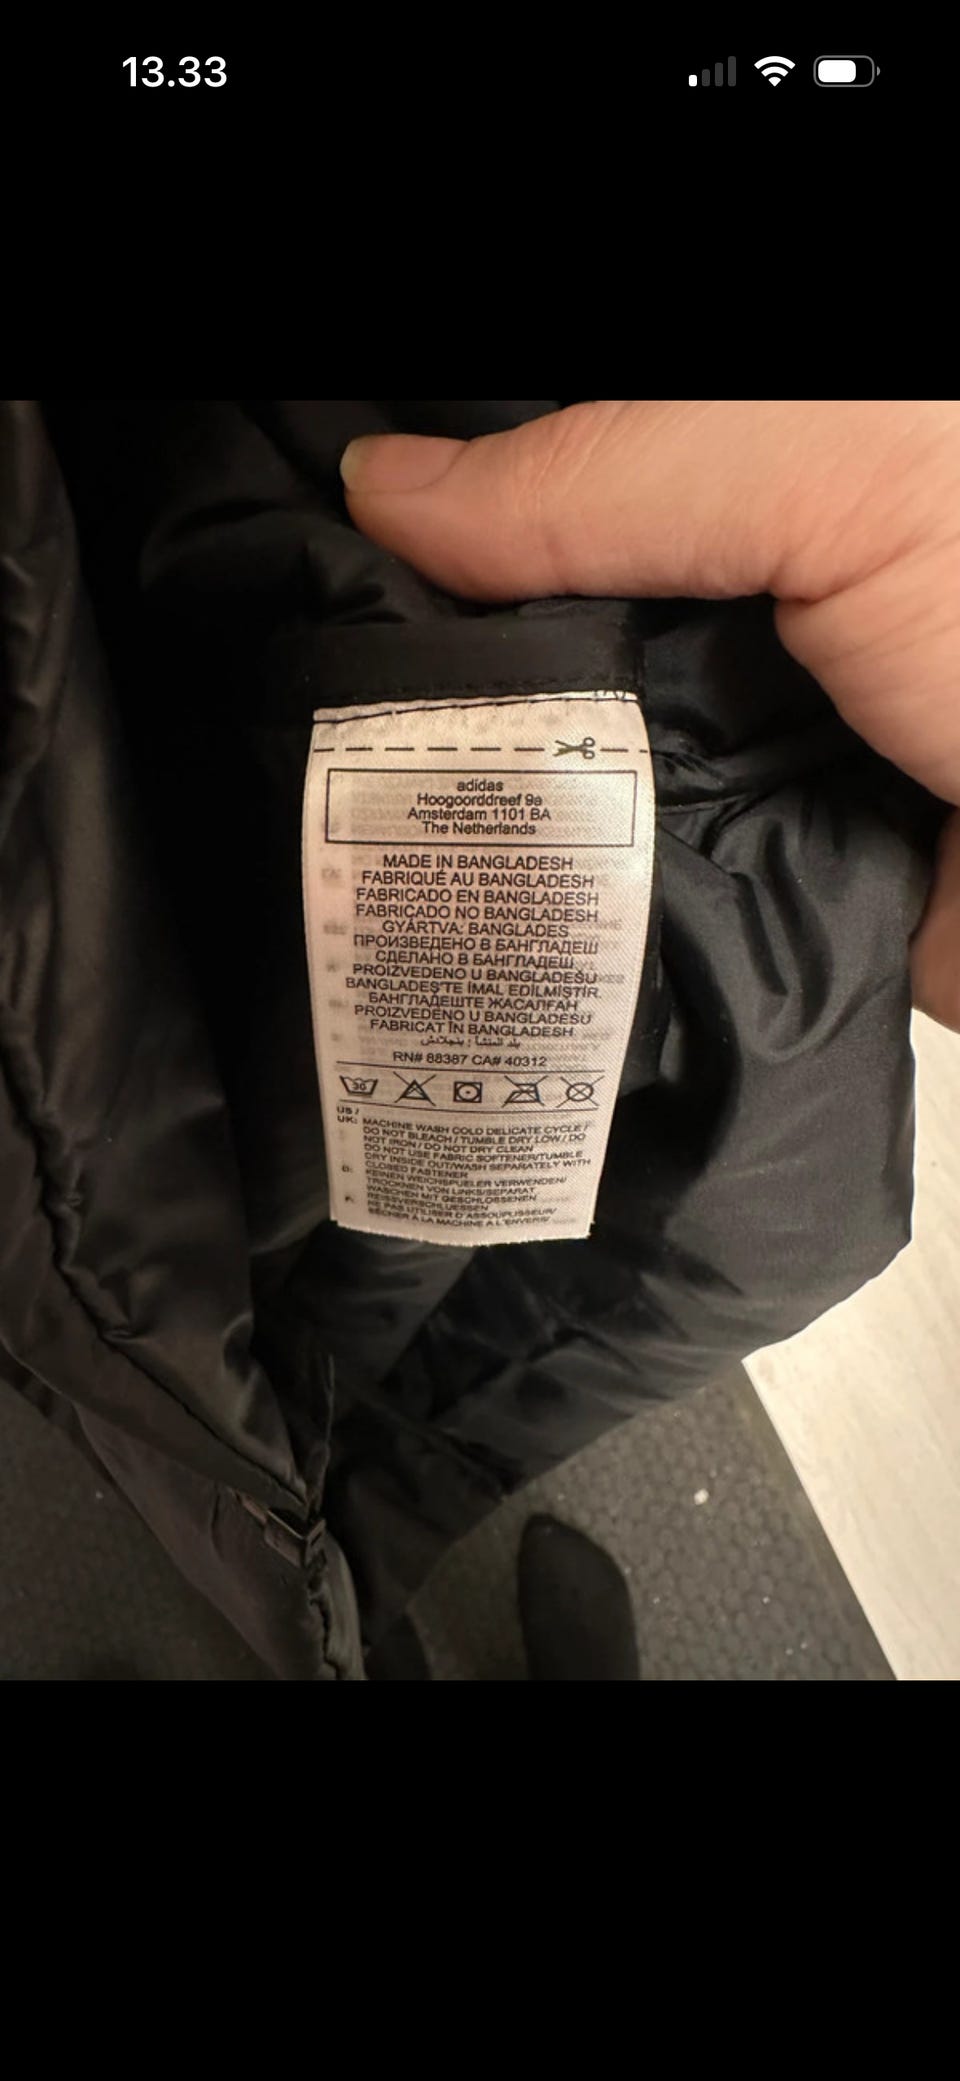 13.33
adidas
Hoogoorddreef 9a
Amsterdam 1101 BA
The Netherlands
MADE IN BANGLADESH
FABRIQUÉ AU BANGLADESH
FABRICADO EN BANGLADESH
FABRICADO NO BANGLADESH
GYÁRTVA: BANGLADES
ПРОИЗВЕДЕНО В БАНГЛАДЕШ
СДЕЛАНО В БАНГЛАДЕШ
PROIZVEDENO U BANGLADEŠU
BANGLADEŞ'TE İMAL EDİLMİŞTİR.
БАНГЛАДЕШТЕ ЖАСАЛҒАН
PROIZVEDENO U BANGLADEŠU
FABRICAT ÎN BANGLADESH
بلد المنشأ : بنجلادش
RN# 88387 CA# 40312
30
US /
UK: MACHINE WASH COLD DELICATE CYCLE /
DO NOT BLEACH / TUMBLE DRY LOW / DO
NOT IRON / DO NOT DRY CLEAN
DO NOT USE FABRIC SOFTENER/TUMBLE
DRY INSIDE OUT/WASH SEPARATELY WITH
CLOSED FASTENER
D: KEINEN WEICHSPUELER VERWENDEN/
TROCKNEN VON LINKS/SEPARAT
WASCHEN MIT GESCHLOSSENEN
REISSVERSCHLUESSEN
F: NE PAS UTILISER D'ASSOUPLISSEUR/
SÉCHER À LA MACHINE A L'ENVERS/